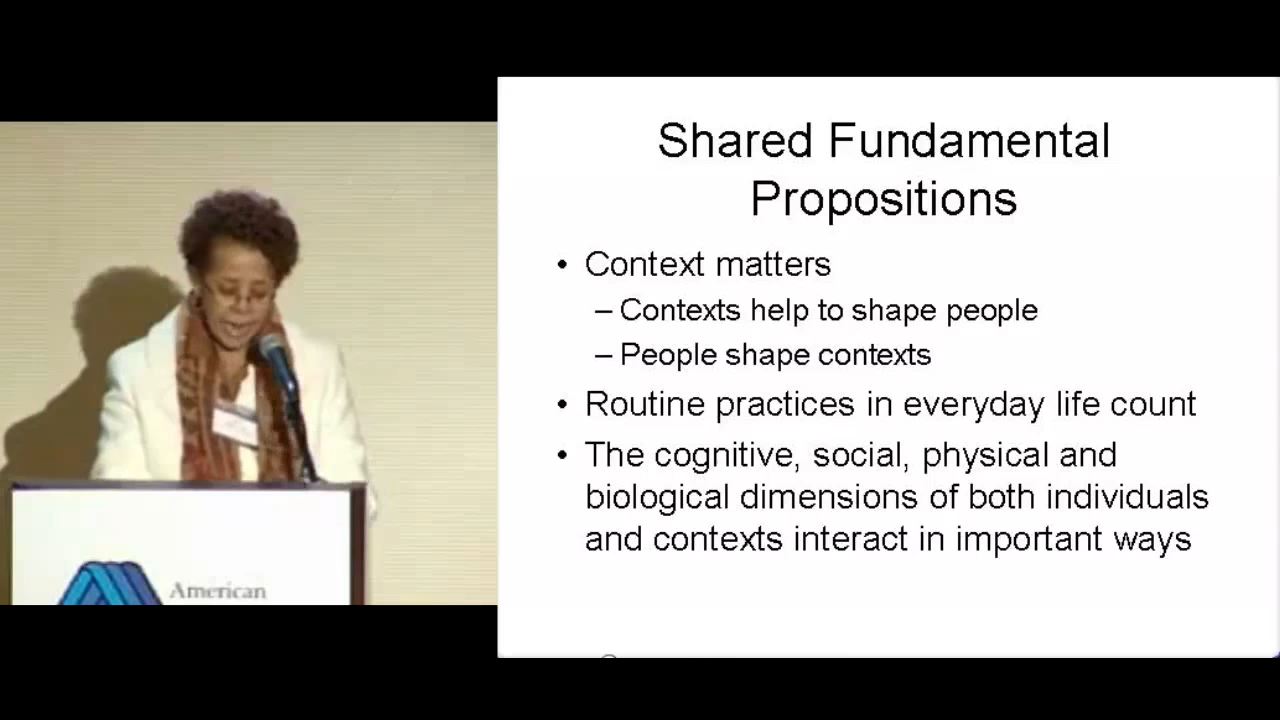 American
Shared Fundamental
Propositions
• Context matters
– Contexts help to shape people
– People shape contexts
• Routine practices in everyday life count
• The cognitive, social, physical and
biological dimensions of both individuals
and contexts interact in important ways